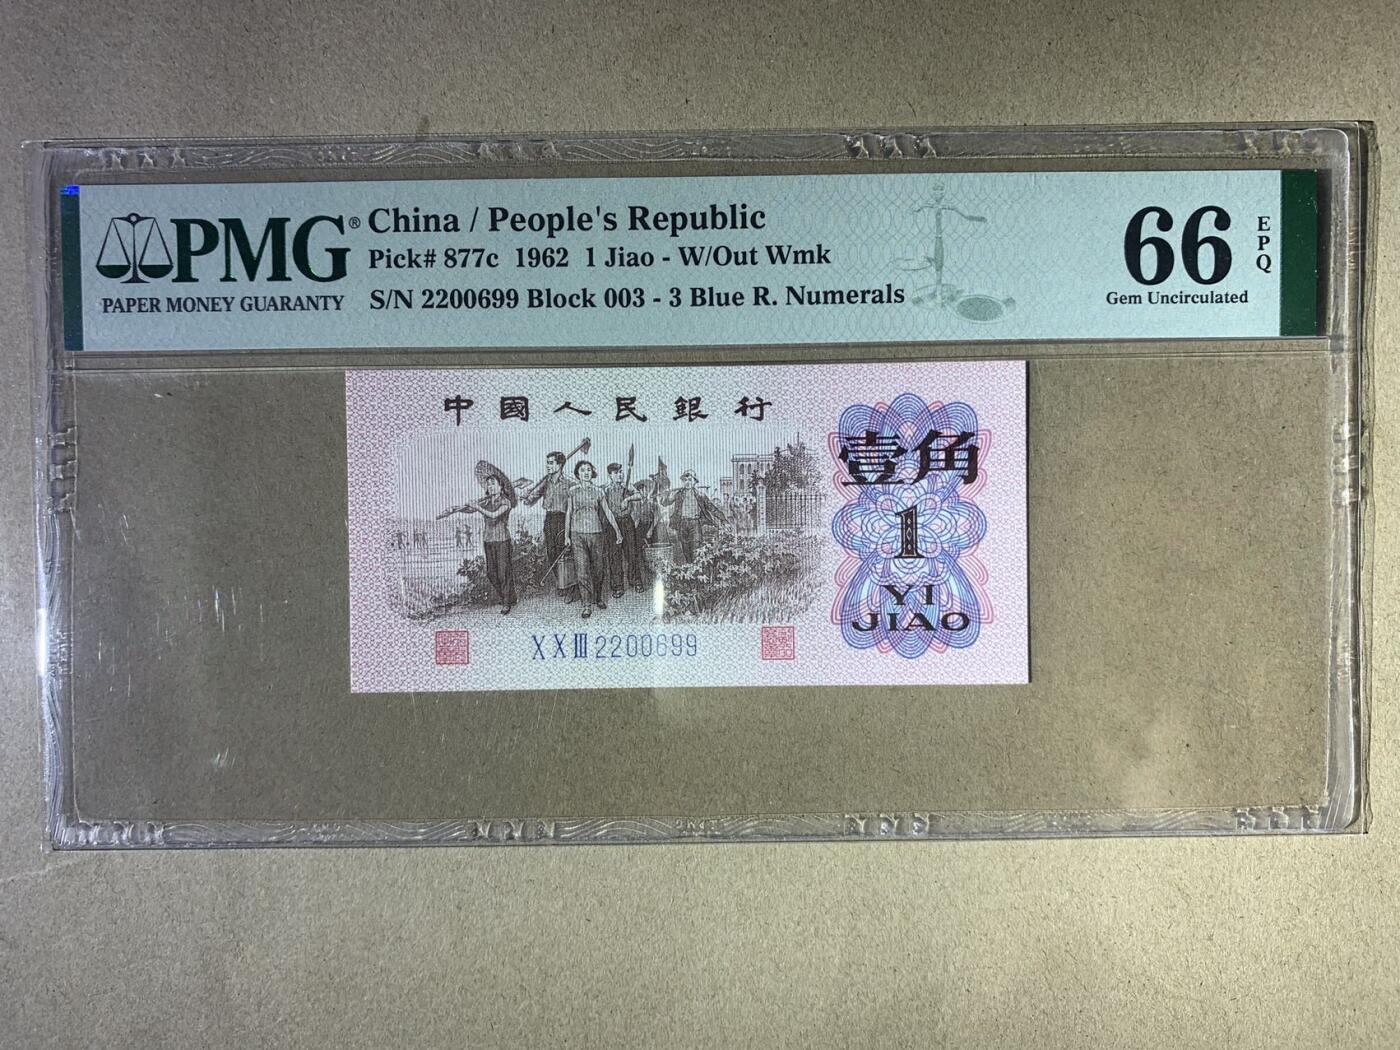 PMG® China / People's Republic
Pick# 877c 1962 1 Jiao - W/Out Wmk
PAPER MONEY GUARANTY
S/N 2200699 Block 003 - 3 Blue R. Numerals
66 EPQ
Gem Uncirculated
中國人民銀行
壹角
1
YI
JIAO
XXIII 2200699